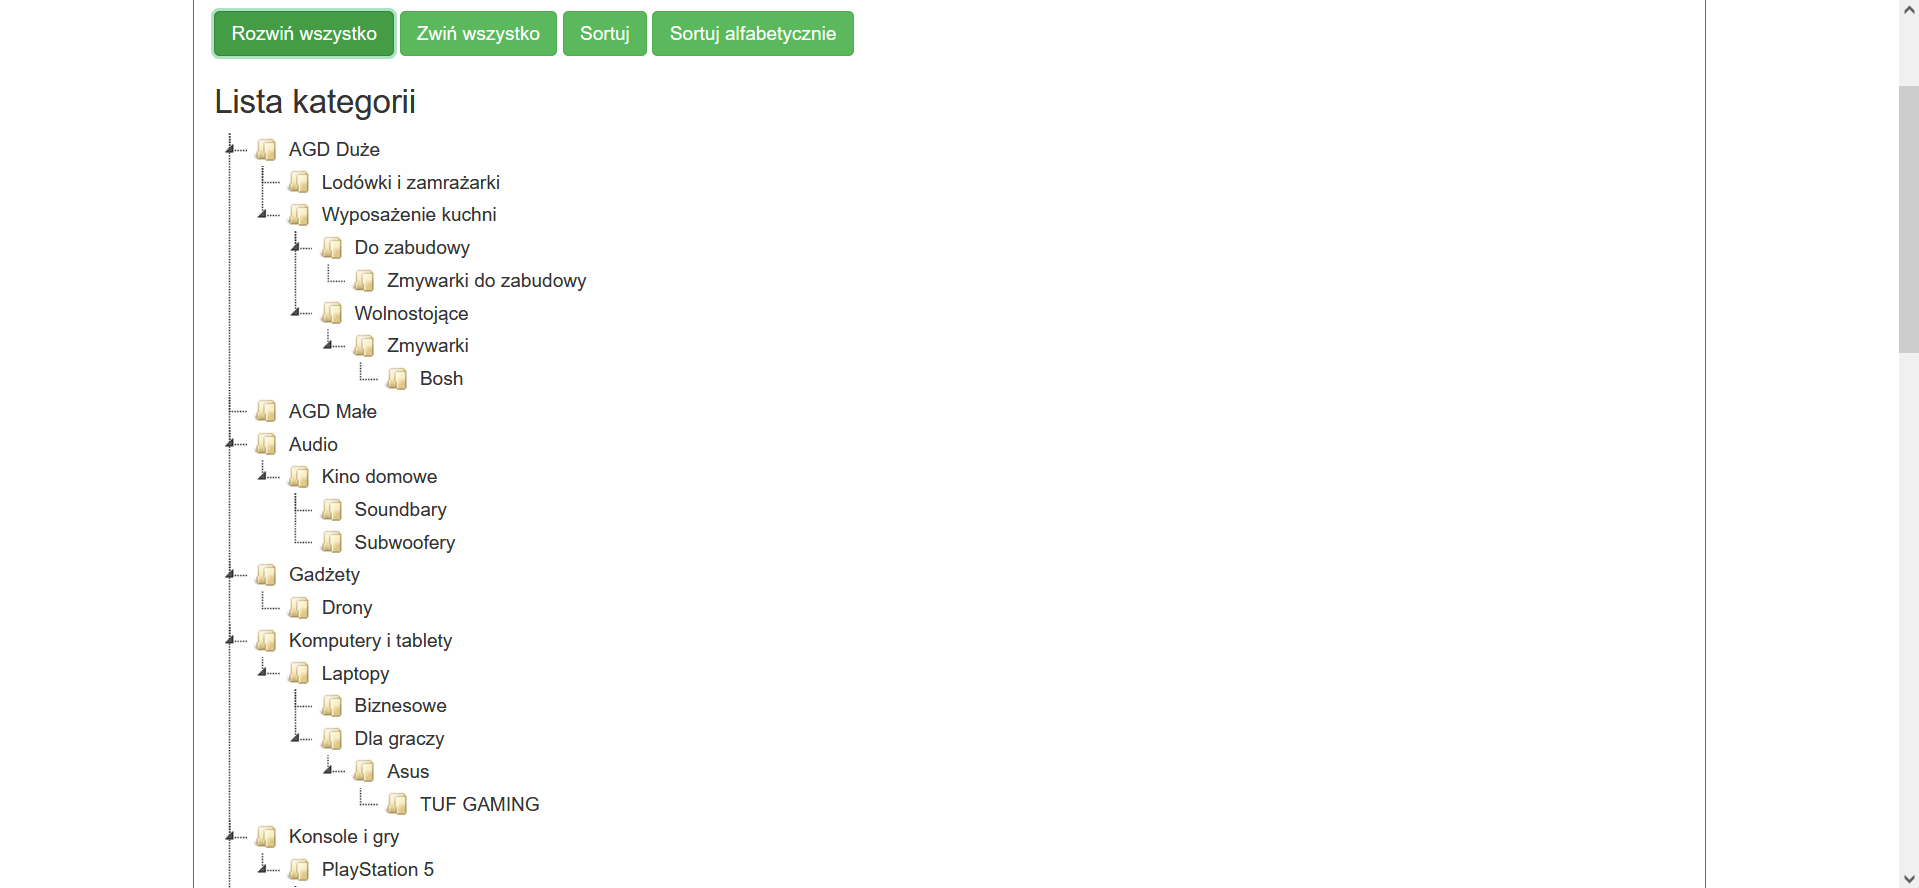 Rozwiń wszystko Zwiń wszystko Sortuj Sortuj alfabetycznie
Lista kategorii
AGD Duże
Lodówki i zamrażarki
Wyposażenie kuchni
Do zabudowy
Zmywarki do zabudowy
Wolnostojące
Zmywarki
Bosh
AGD Małe
Audio
Kino domowe
Soundbary
Subwoofery
Gadżety
Drony
Komputery i tablety
Laptopy
Biznesowe
Dla graczy
Asus
TUF GAMING
Konsole i gry
PlayStation 5